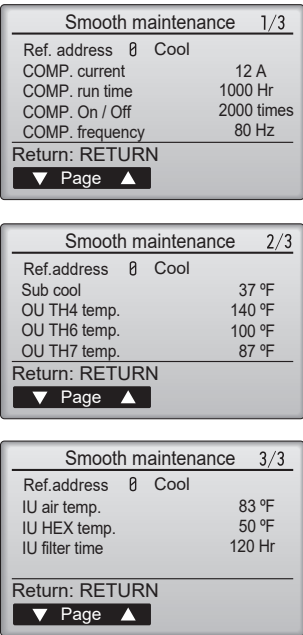 Smooth maintenance 1/3
Ref. address 0 Cool
COMP. current 12 A
COMP. run time 1000 Hr
COMP. On / Off 2000 times
COMP. frequency 80 Hz
Return: RETURN
▼ Page ▲
Smooth maintenance 2/3
Ref.address 0 Cool
Sub cool 37 ºF
OU TH4 temp. 140 ºF
OU TH6 temp. 100 ºF
OU TH7 temp. 87 ºF
Return: RETURN
▼ Page ▲
Smooth maintenance 3/3
Ref.address 0 Cool
IU air temp. 83 ºF
IU HEX temp. 50 ºF
IU filter time 120 Hr
Return: RETURN
▼ Page ▲